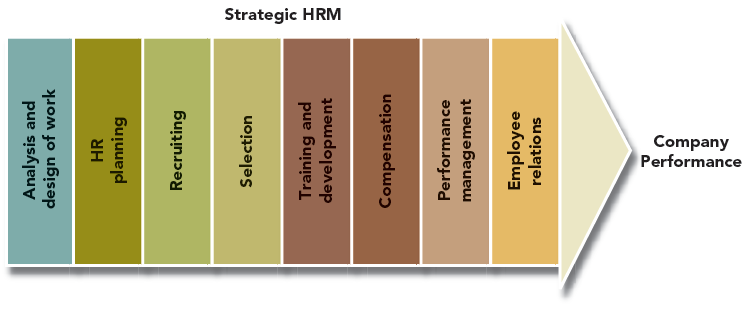 Strategic HRM
Analysis and
design of work
HR
planning
Recruiting
Selection
Training and
development
Compensation
Performance
management
Employee
relations
Company
Performance